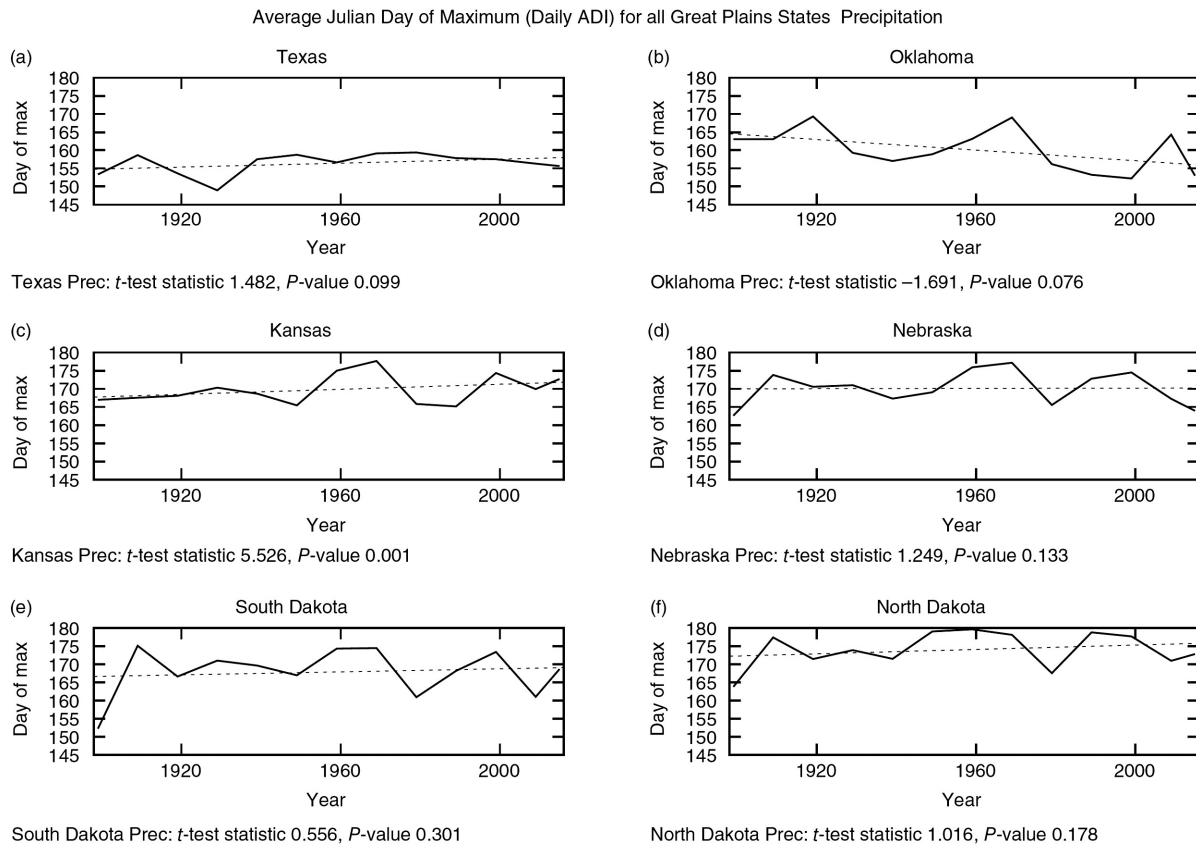 Average Julian Day of Maximum (Daily ADI) for all Great Plains States Precipitation
(a)
Texas
Day of max
180
175
170
165
160
155
150
145
1920
1960
2000
Year
Texas Prec: t-test statistic 1.482, P-value 0.099
(b)
Oklahoma
Day of max
180
175
170
165
160
155
150
145
1920
1960
2000
Year
Oklahoma Prec: t-test statistic –1.691, P-value 0.076
(c)
Kansas
Day of max
180
175
170
165
160
155
150
145
1920
1960
2000
Year
Kansas Prec: t-test statistic 5.526, P-value 0.001
(d)
Nebraska
Day of max
180
175
170
165
160
155
150
145
1920
1960
2000
Year
Nebraska Prec: t-test statistic 1.249, P-value 0.133
(e)
South Dakota
Day of max
180
175
170
165
160
155
150
145
1920
1960
2000
Year
South Dakota Prec: t-test statistic 0.556, P-value 0.301
(f)
North Dakota
Day of max
180
175
170
165
160
155
150
145
1920
1960
2000
Year
North Dakota Prec: t-test statistic 1.016, P-value 0.178